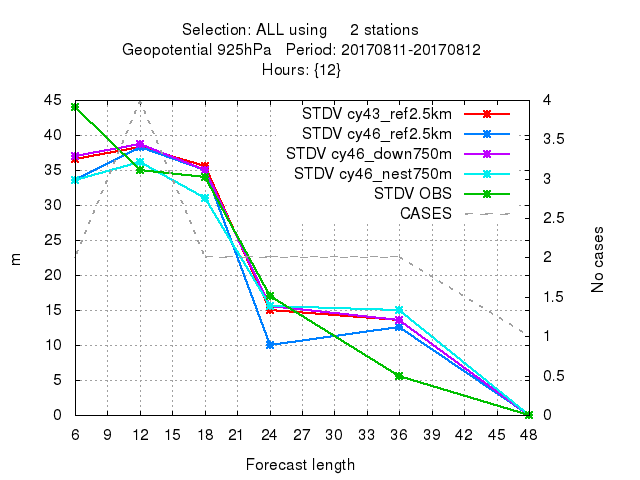 Selection: ALL using 2 stations
Geopotential 925hPa Period: 20170811-20170812
Hours: {12}
STDV cy43_ref2.5km
STDV cy46_ref2.5km
STDV cy46_down750m
STDV cy46_nest750m
STDV OBS
CASES
45
40
35
30
25
20
15
10
5
0
m
4
3.5
3
2.5
2
1.5
1
0.5
0
No cases
6 9 12 15 18 21 24 27 30 33 36 39 42 45 48
Forecast length